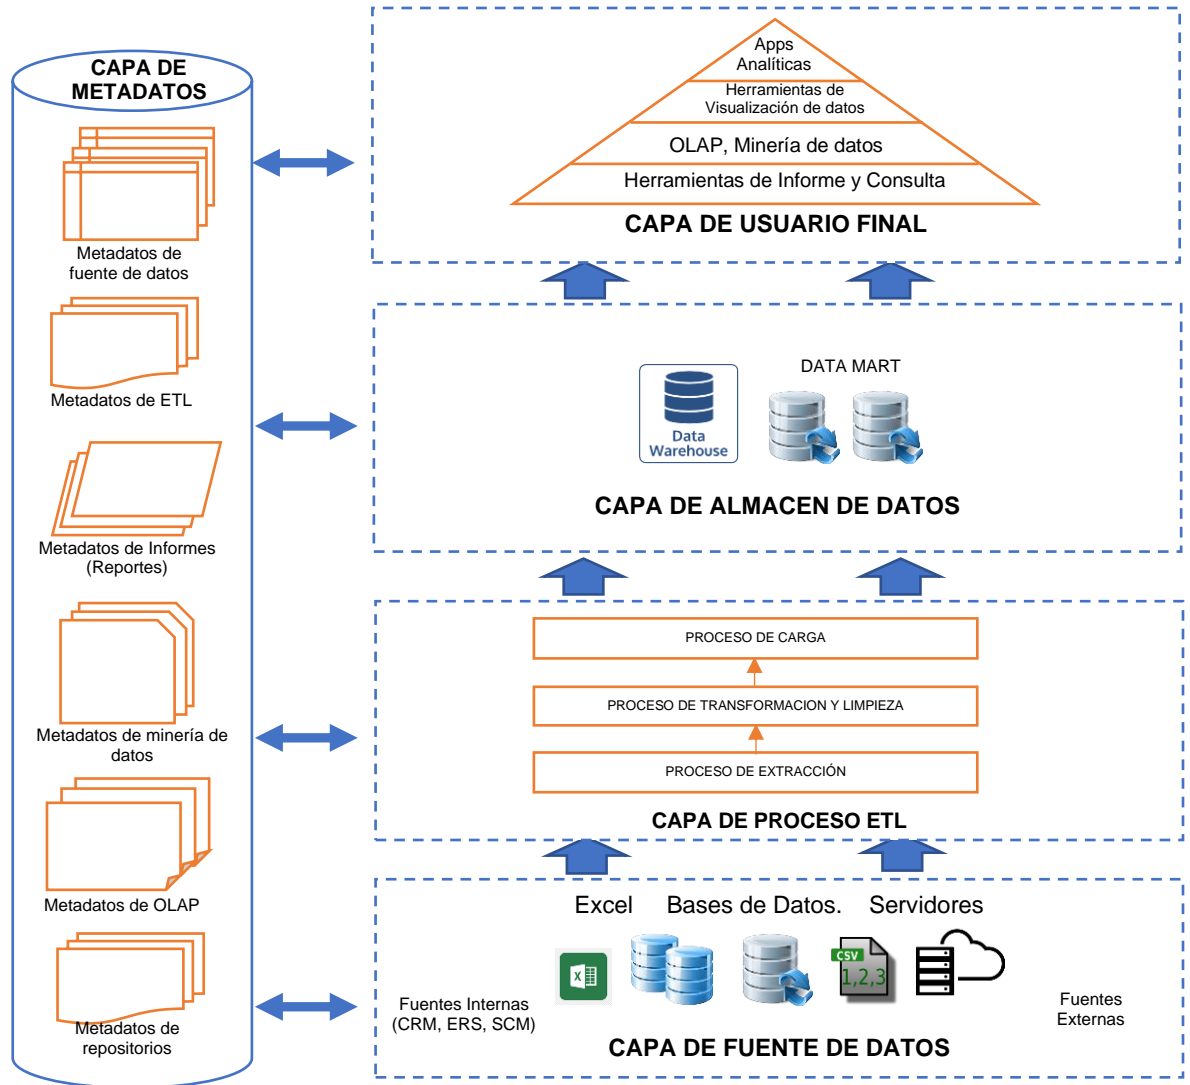 CAPA DE
METADATOS
Metadatos de
fuente de datos
Metadatos de ETL
Metadatos de Informes
(Reportes)
Metadatos de minería de
datos
Metadatos de OLAP
Metadatos de
repositorios
Apps
Analíticas
Herramientas de
Visualización de datos
OLAP, Minería de datos
Herramientas de Informe y Consulta
CAPA DE USUARIO FINAL
Data
Warehouse
DATA MART
CAPA DE ALMACEN DE DATOS
PROCESO DE CARGA
PROCESO DE TRANSFORMACION Y LIMPIEZA
PROCESO DE EXTRACCIÓN
CAPA DE PROCESO ETL
Excel Bases de Datos. Servidores
X
CSV
1,2,3
Fuentes Internas
(CRM, ERS, SCM)
Fuentes
Externas
CAPA DE FUENTE DE DATOS